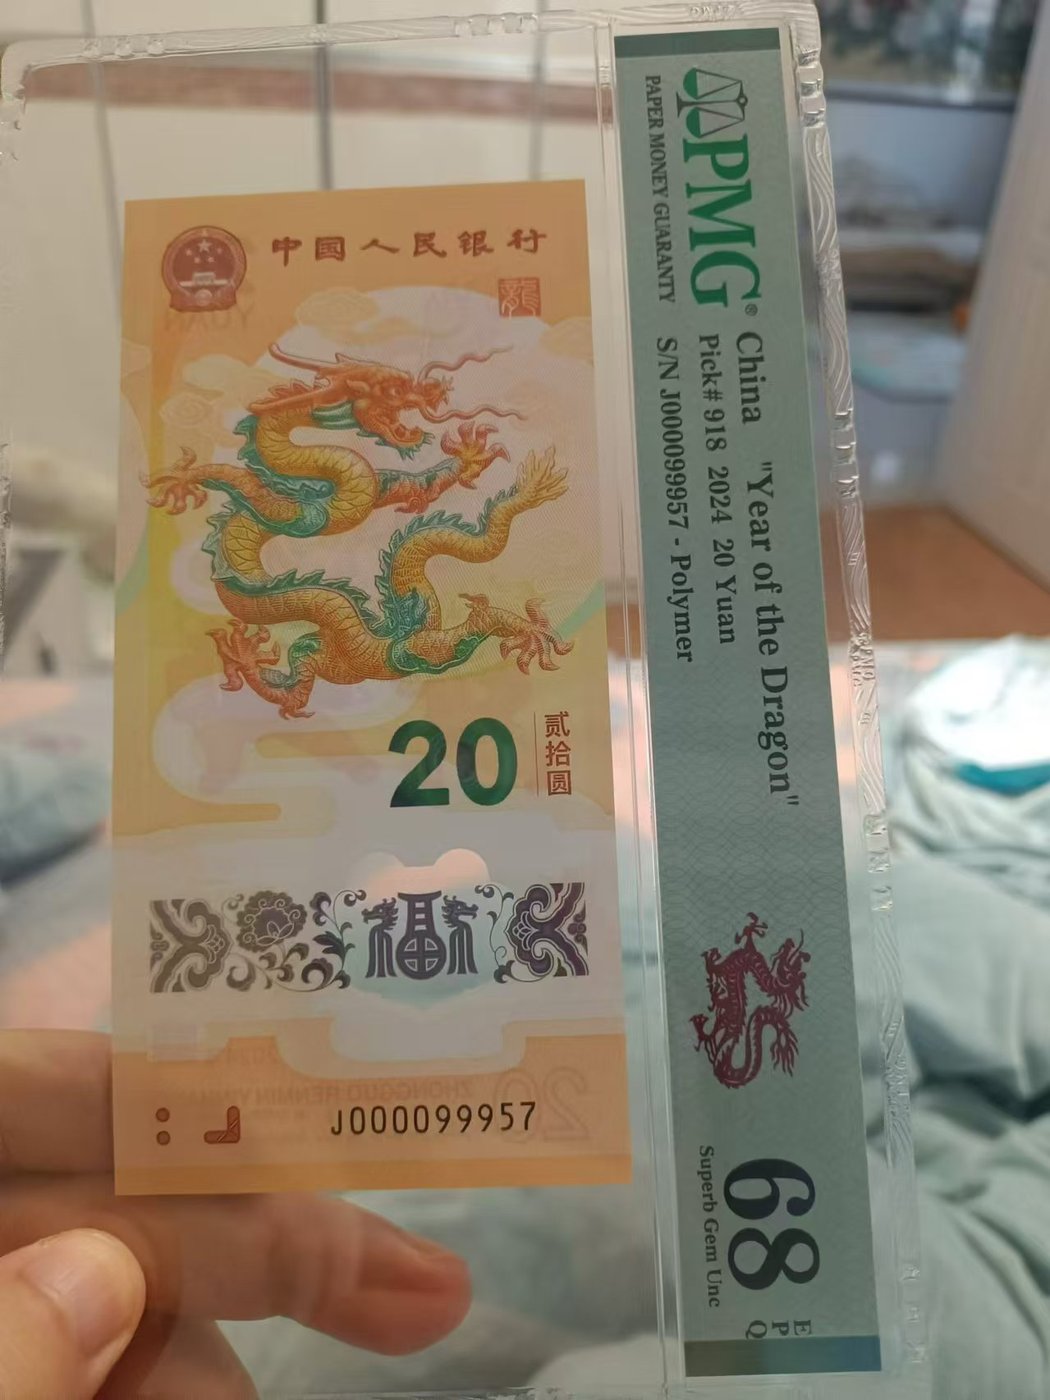 中国人民银行
龍
20
贰拾圆
J000099957
PMG®
PAPER MONEY GUARANTY
China "Year of the Dragon"
Pick# 918 2024 20 Yuan
S/N J000099957 - Polymer
68
Superb Gem Unc
E
P
Q